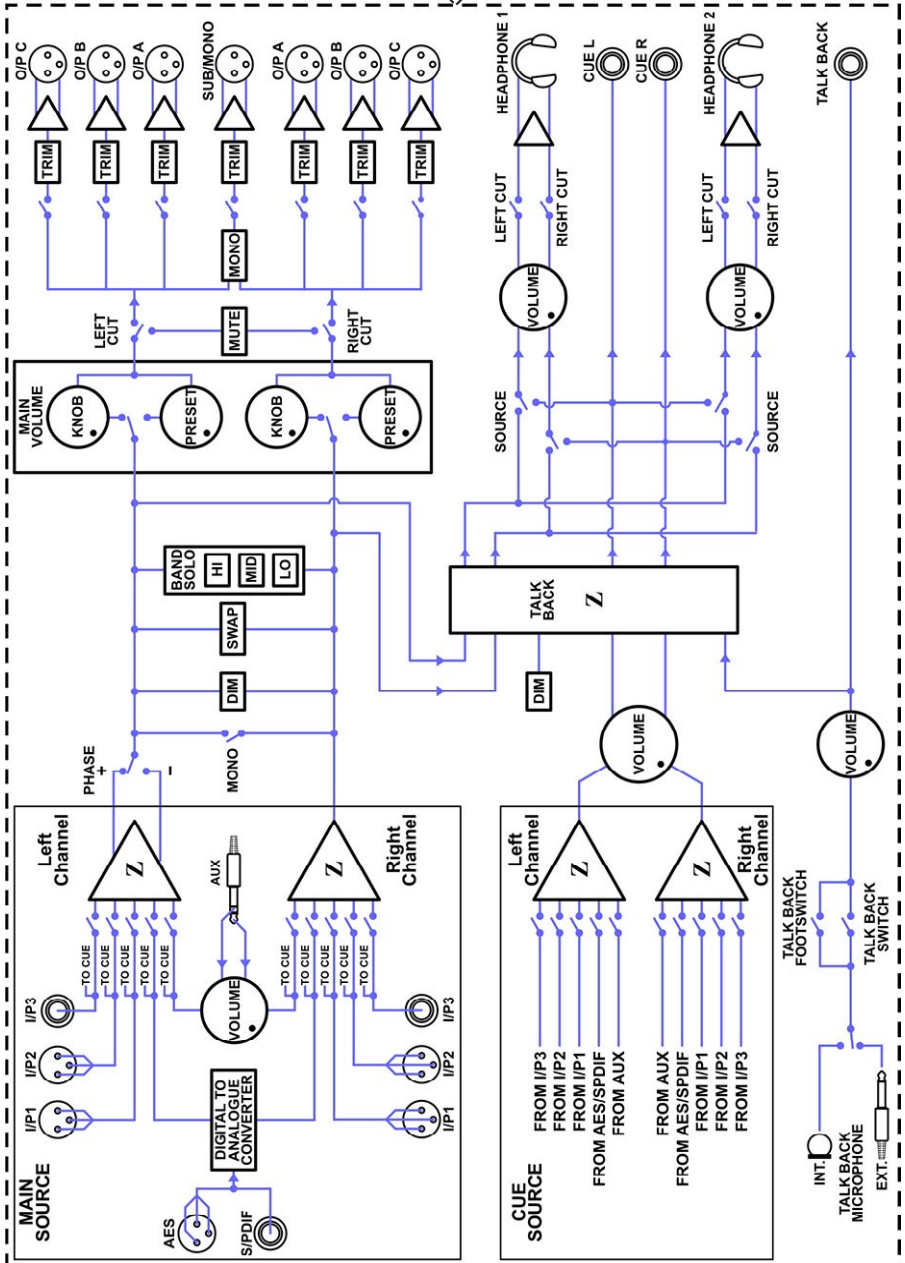 O/P C
O/P B
O/P A
SUB/MONO
O/P A
O/P B
O/P C
TRIM
TRIM
TRIM
TRIM
TRIM
TRIM
TRIM
MONO
LEFT
CUT
MUTE
RIGHT
CUT
MAIN
VOLUME
KNOB
PRESET
KNOB
PRESET
BAND
SOLO
HI
MID
LO
SWAP
DIM
PHASE
+
−
MONO
Left
Channel
Z
AUX
Right
Channel
Z
TO CUE
TO CUE
TO CUE
TO CUE
TO CUE
VOLUME
TO CUE
TO CUE
TO CUE
TO CUE
TO CUE
I/P3
I/P2
I/P1
I/P3
I/P2
I/P1
DIGITAL TO
ANALOGUE
CONVERTER
MAIN
SOURCE
AES
S/PDIF
HEADPHONE 1
CUE L
CUE R
HEADPHONE 2
TALK BACK
LEFT CUT
RIGHT CUT
LEFT CUT
RIGHT CUT
VOLUME
VOLUME
SOURCE
SOURCE
TALK
BACK
Z
DIM
VOLUME
VOLUME
Left
Channel
Z
Right
Channel
Z
FROM I/P3
FROM I/P2
FROM I/P1
FROM AES/SPDIF
FROM AUX
FROM AUX
FROM AES/SPDIF
FROM I/P1
FROM I/P2
FROM I/P3
CUE
SOURCE
TALK BACK
FOOTSWITCH
TALK BACK
SWITCH
INT.
TALK BACK
MICROPHONE
EXT.